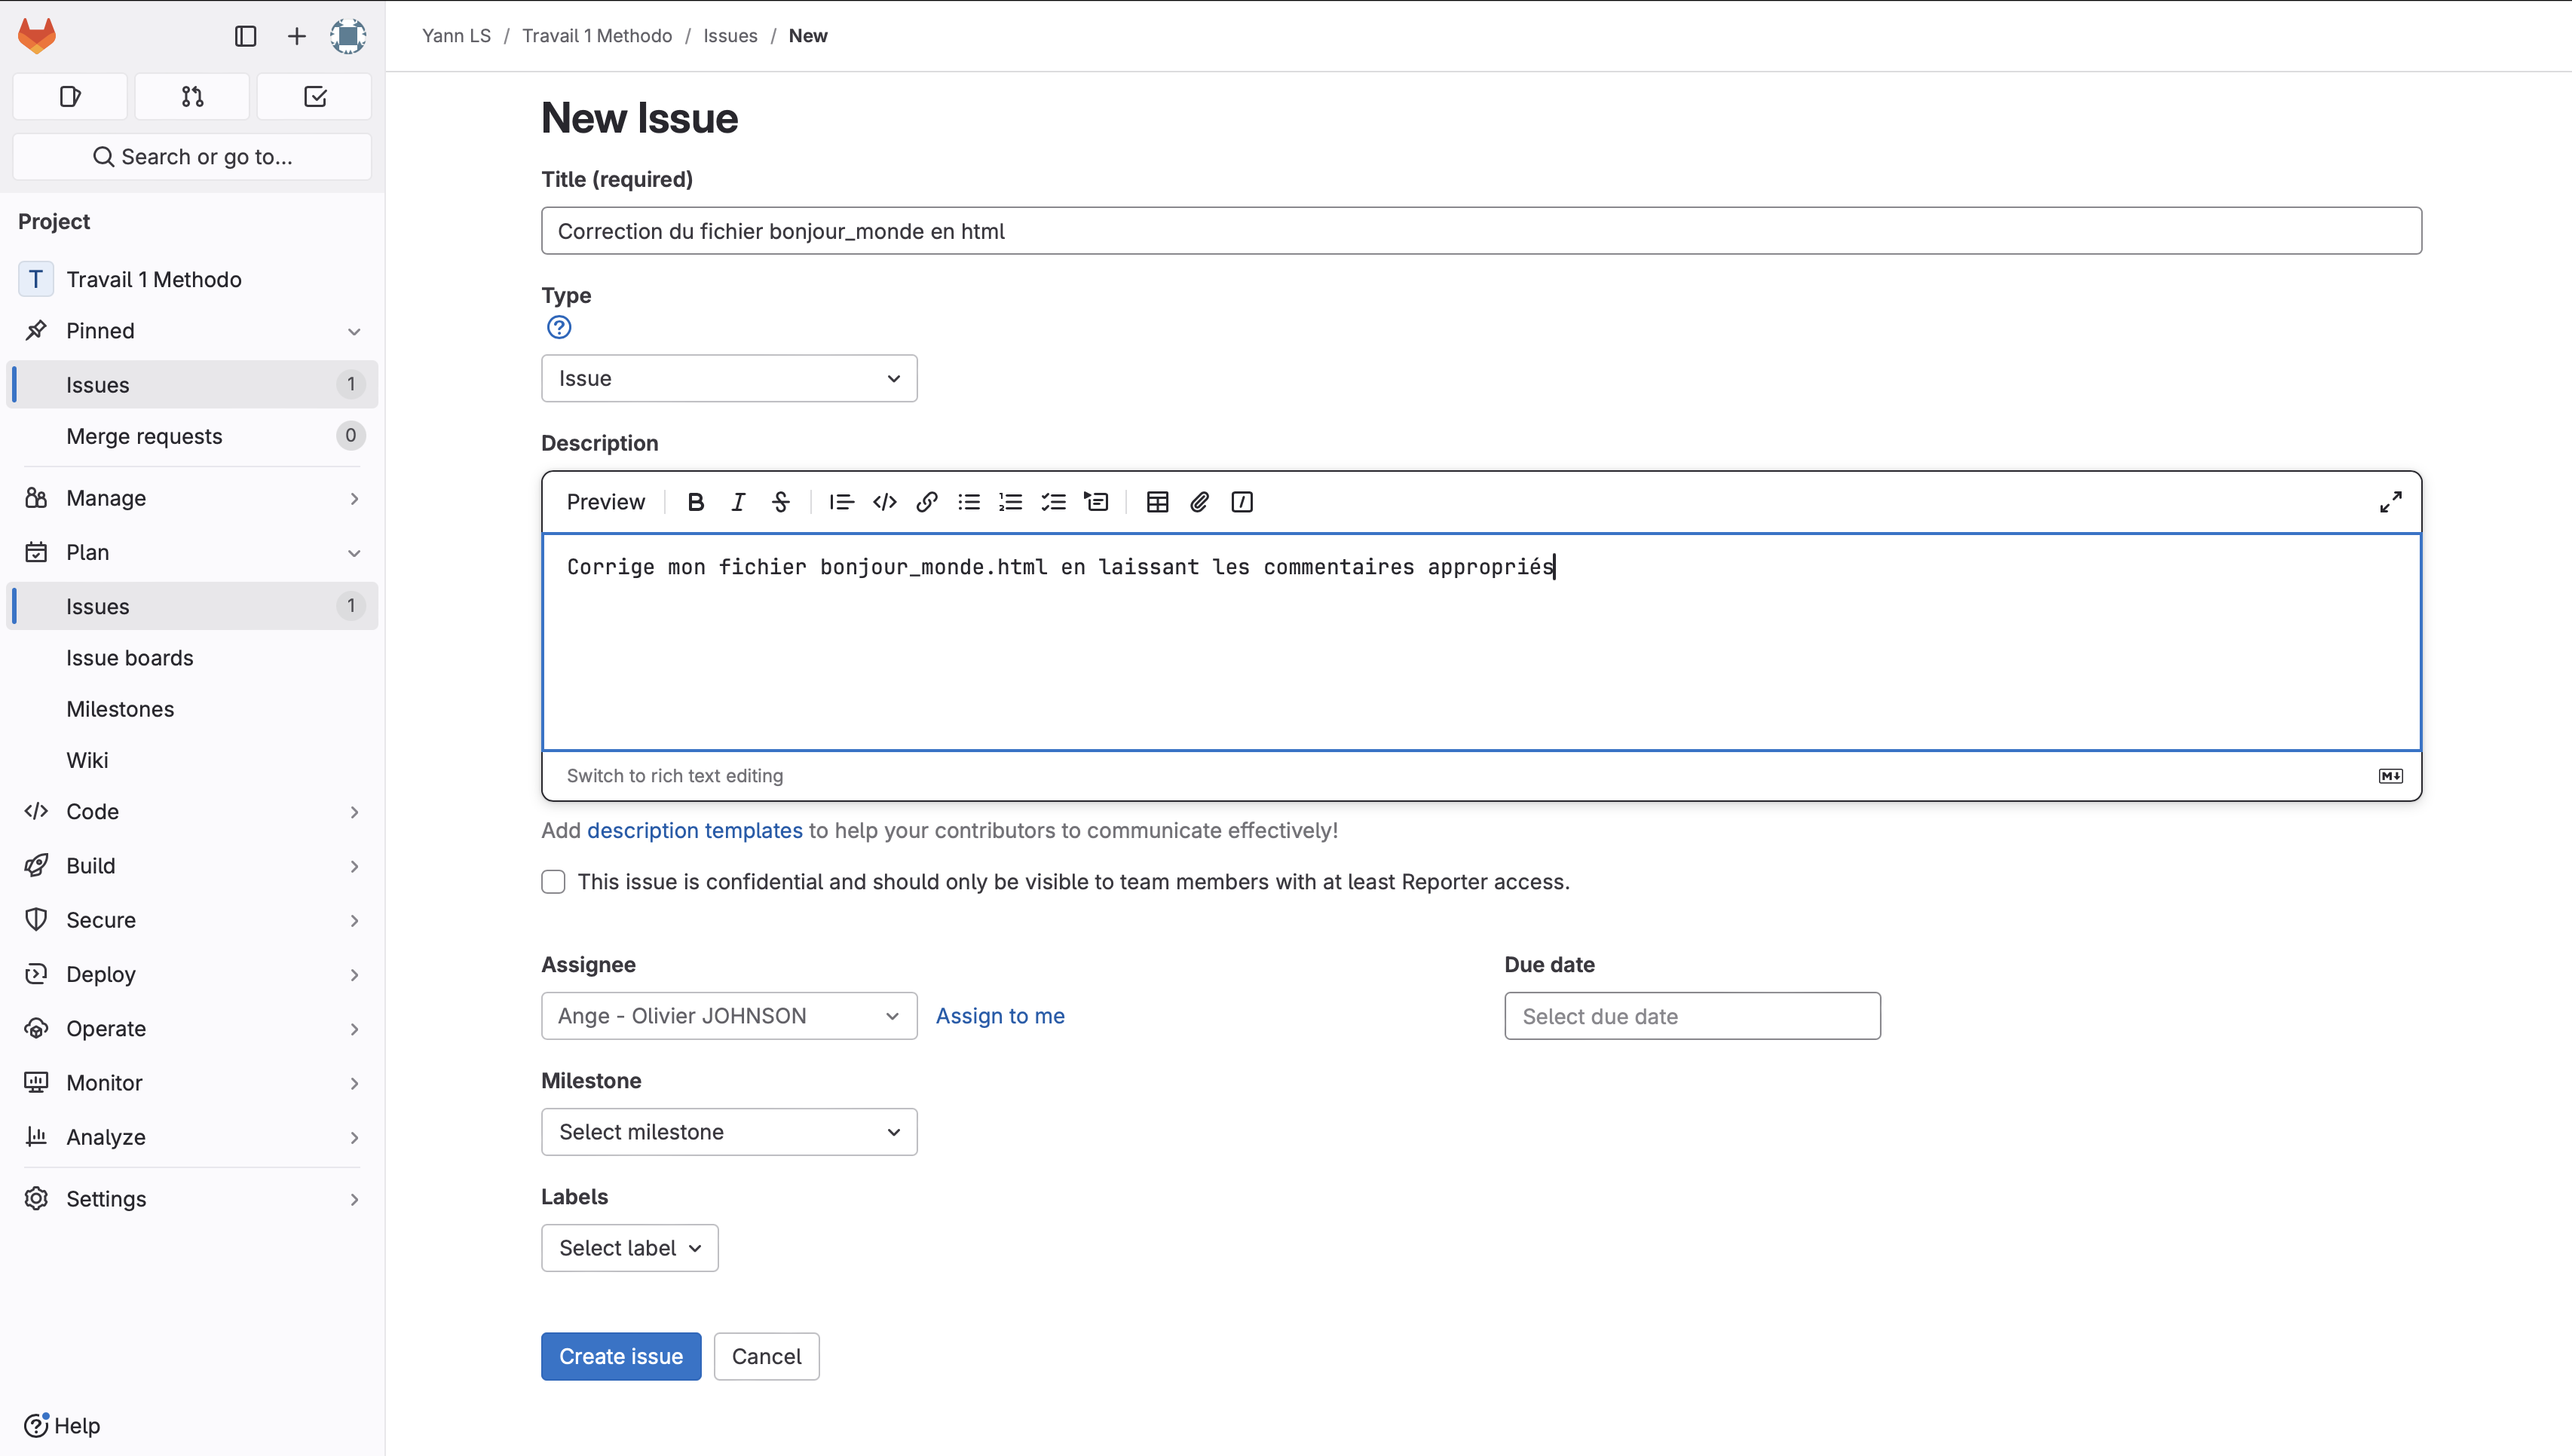 Yann LS / Travail 1 Methodo / Issues / New
Search or go to...
Project
T Travail 1 Methodo
Pinned
Issues 1
Merge requests 0
Manage
Plan
Issues 1
Issue boards
Milestones
Wiki
Code
Build
Secure
Deploy
Operate
Monitor
Analyze
Settings
Help
New Issue
Title (required)
Correction du fichier bonjour_monde en html
Type
Issue
Description
Preview
Corrige mon fichier bonjour_monde.html en laissant les commentaires appropriés
Switch to rich text editing
Add description templates to help your contributors to communicate effectively!
This issue is confidential and should only be visible to team members with at least Reporter access.
Assignee
Ange - Olivier JOHNSON Assign to me
Due date
Select due date
Milestone
Select milestone
Labels
Select label
Create issue Cancel